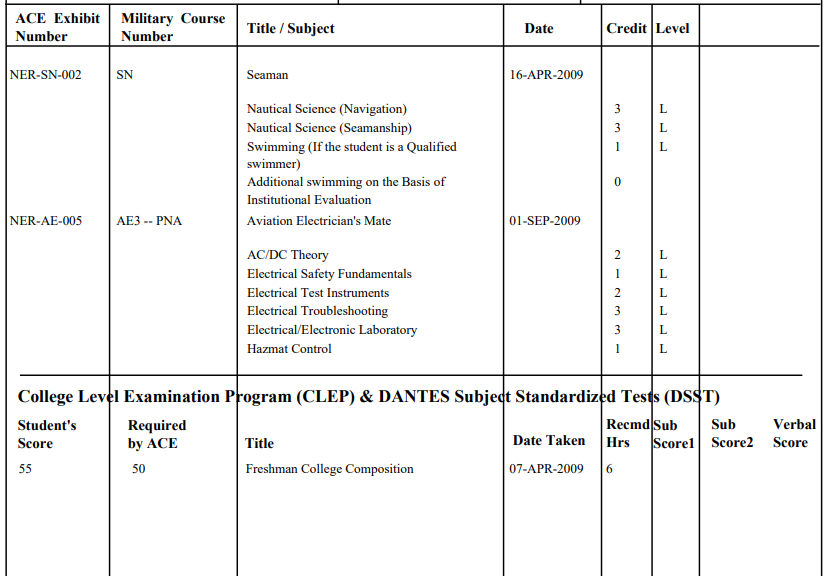 ACE Exhibit Number Military Course Number Title / Subject Date Credit Level
NER-SN-002 SN Seaman 16-APR-2009
Nautical Science (Navigation) 3 L
Nautical Science (Seamanship) 3 L
Swimming (If the student is a Qualified 1 L
swimmer)
Additional swimming on the Basis of 0
Institutional Evaluation
NER-AE-005 AE3 -- PNA Aviation Electrician's Mate 01-SEP-2009
AC/DC Theory 2 L
Electrical Safety Fundamentals 1 L
Electrical Test Instruments 2 L
Electrical Troubleshooting 3 L
Electrical/Electronic Laboratory 3 L
Hazmat Control 1 L
College Level Examination Program (CLEP) & DANTES Subject Standardized Tests (DSST)
Student's Score Required by ACE Title Date Taken Recmd Hrs Sub Score1 Sub Score2 Verbal Score
55 50 Freshman College Composition 07-APR-2009 6